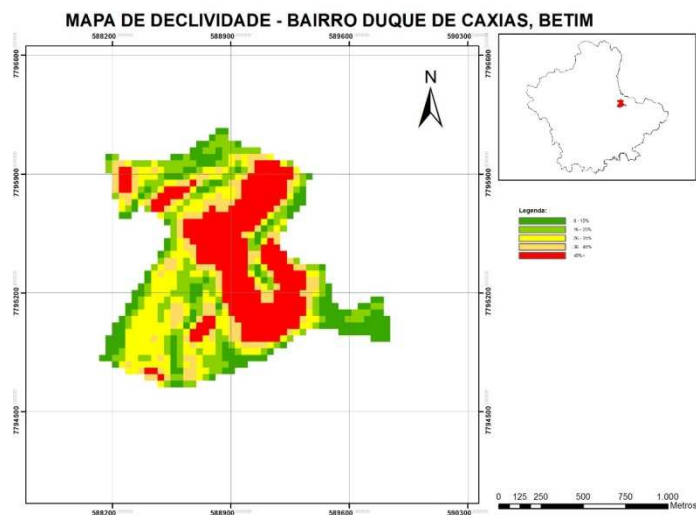 MAPA DE DECLIVIDADE - BAIRRO DUQUE DE CAXIAS, BETIM
588200 588900 589600 590300
7796600 7796600
N
7795900 7795900
Legenda:
7795200 7795200
7794500 7794500
588200 588900 589600 590300
0 125 250 500 750 1.000
Metros